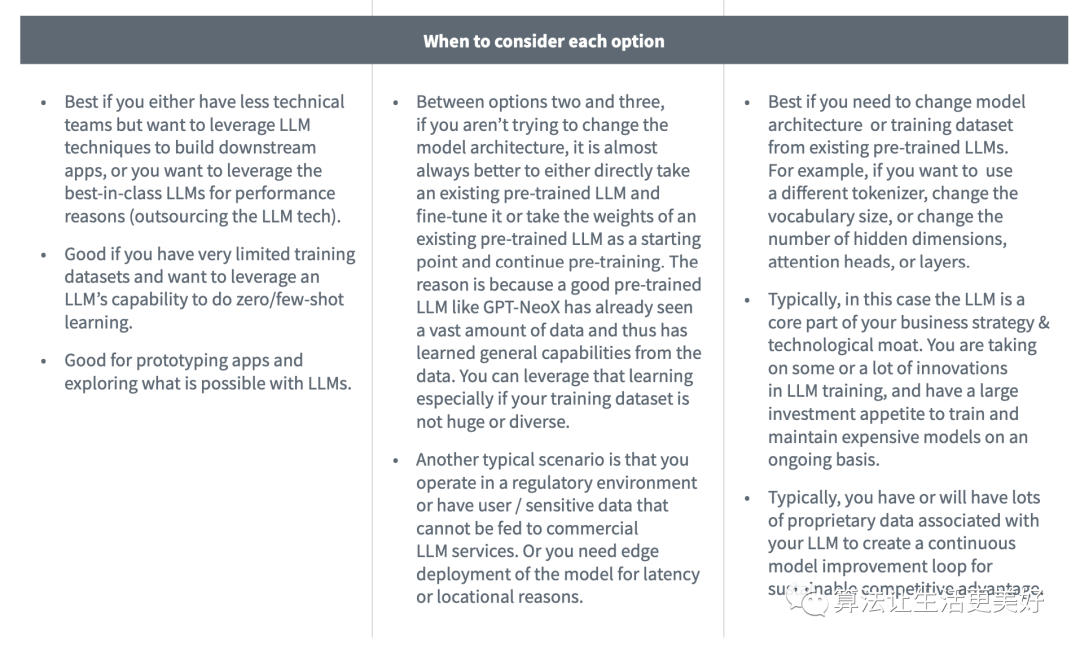 When to consider each option
• Best if you either have less technical
teams but want to leverage LLM
techniques to build downstream
apps, or you want to leverage the
best-in-class LLMs for performance
reasons (outsourcing the LLM tech).
• Good if you have very limited training
datasets and want to leverage an
LLM’s capability to do zero/few-shot
learning.
• Good for prototyping apps and
exploring what is possible with LLMs.
• Between options two and three,
if you aren’t trying to change the
model architecture, it is almost
always better to either directly take
an existing pre-trained LLM and
fine-tune it or take the weights of an
existing pre-trained LLM as a starting
point and continue pre-training. The
reason is because a good pre-trained
LLM like GPT-NeoX has already seen
a vast amount of data and thus has
learned general capabilities from the
data. You can leverage that learning
especially if your training dataset is
not huge or diverse.
• Another typical scenario is that you
operate in a regulatory environment
or have user / sensitive data that
cannot be fed to commercial
LLM services. Or you need edge
deployment of the model for latency
or locational reasons.
• Best if you need to change model
architecture or training dataset
from existing pre-trained LLMs.
For example, if you want to use
a different tokenizer, change the
vocabulary size, or change the
number of hidden dimensions,
attention heads, or layers.
• Typically, in this case the LLM is a
core part of your business strategy &
technological moat. You are taking
on some or a lot of innovations
in LLM training, and have a large
investment appetite to train and
maintain expensive models on an
ongoing basis.
• Typically, you have or will have lots
of proprietary data associated with
your LLM to create a continuous
model improvement loop for
sustainable competitive advantage.
算法让生活更美好